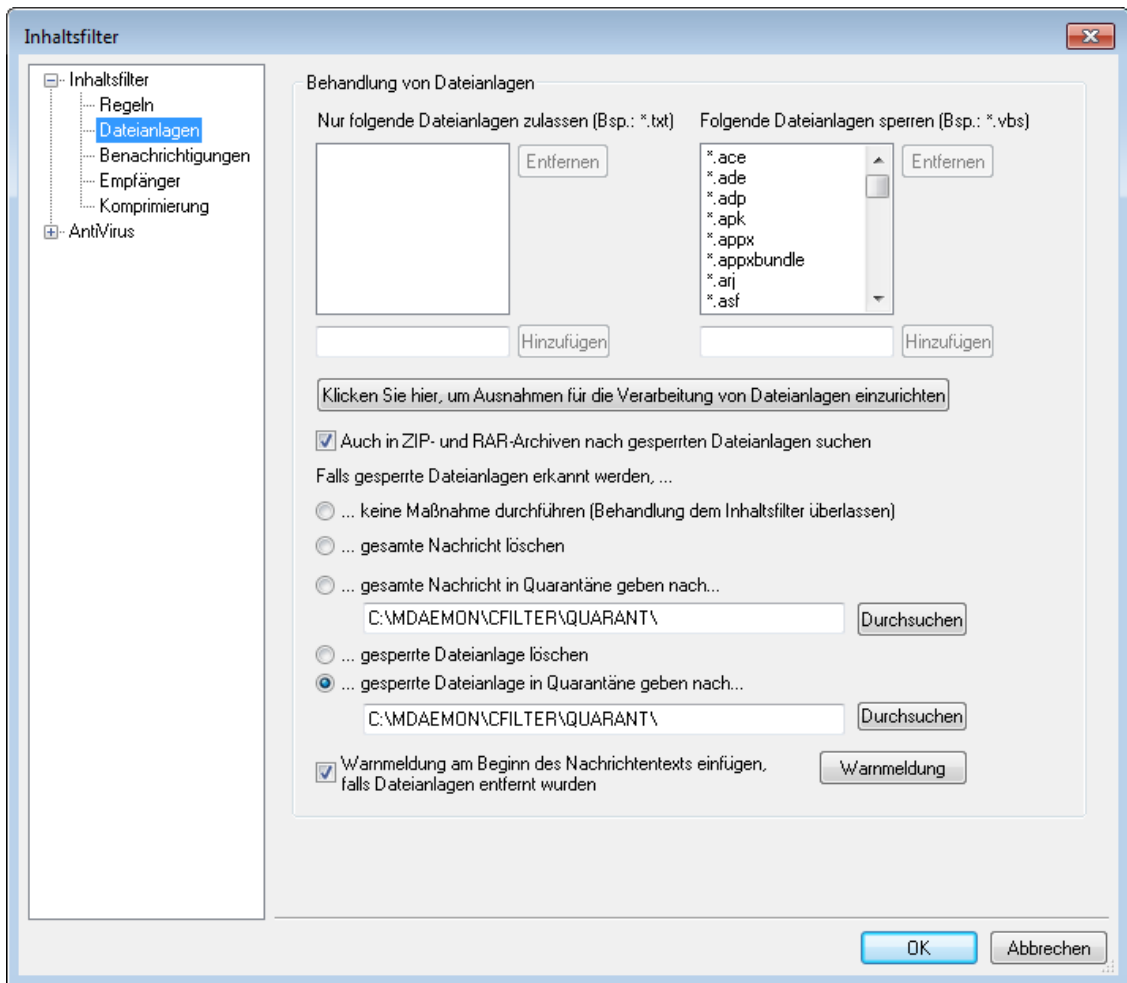 Inhaltsfilter
Inhaltsfilter
Regeln
Dateianlagen
Benachrichtigungen
Empfänger
Komprimierung
AntiVirus
Behandlung von Dateianlagen
Nur folgende Dateianlagen zulassen (Bsp.: *.txt)
Entfernen
Hinzufügen
Folgende Dateianlagen sperren (Bsp.: *.vbs)
*.ace
*.ade
*.adp
*.apk
*.appx
*.appxbundle
*.arj
*.asf
Entfernen
Hinzufügen
Klicken Sie hier, um Ausnahmen für die Verarbeitung von Dateianlagen einzurichten
Auch in ZIP- und RAR-Archiven nach gesperrten Dateianlagen suchen
Falls gesperrte Dateianlagen erkannt werden, ...
... keine Maßnahme durchführen (Behandlung dem Inhaltsfilter überlassen)
... gesamte Nachricht löschen
... gesamte Nachricht in Quarantäne geben nach...
C:\MDAEMON\CFILTER\QUARANT\
Durchsuchen
... gesperrte Dateianlage löschen
... gesperrte Dateianlage in Quarantäne geben nach...
C:\MDAEMON\CFILTER\QUARANT\
Durchsuchen
Warnmeldung am Beginn des Nachrichtentexts einfügen,
falls Dateianlagen entfernt wurden
Warnmeldung
OK
Abbrechen